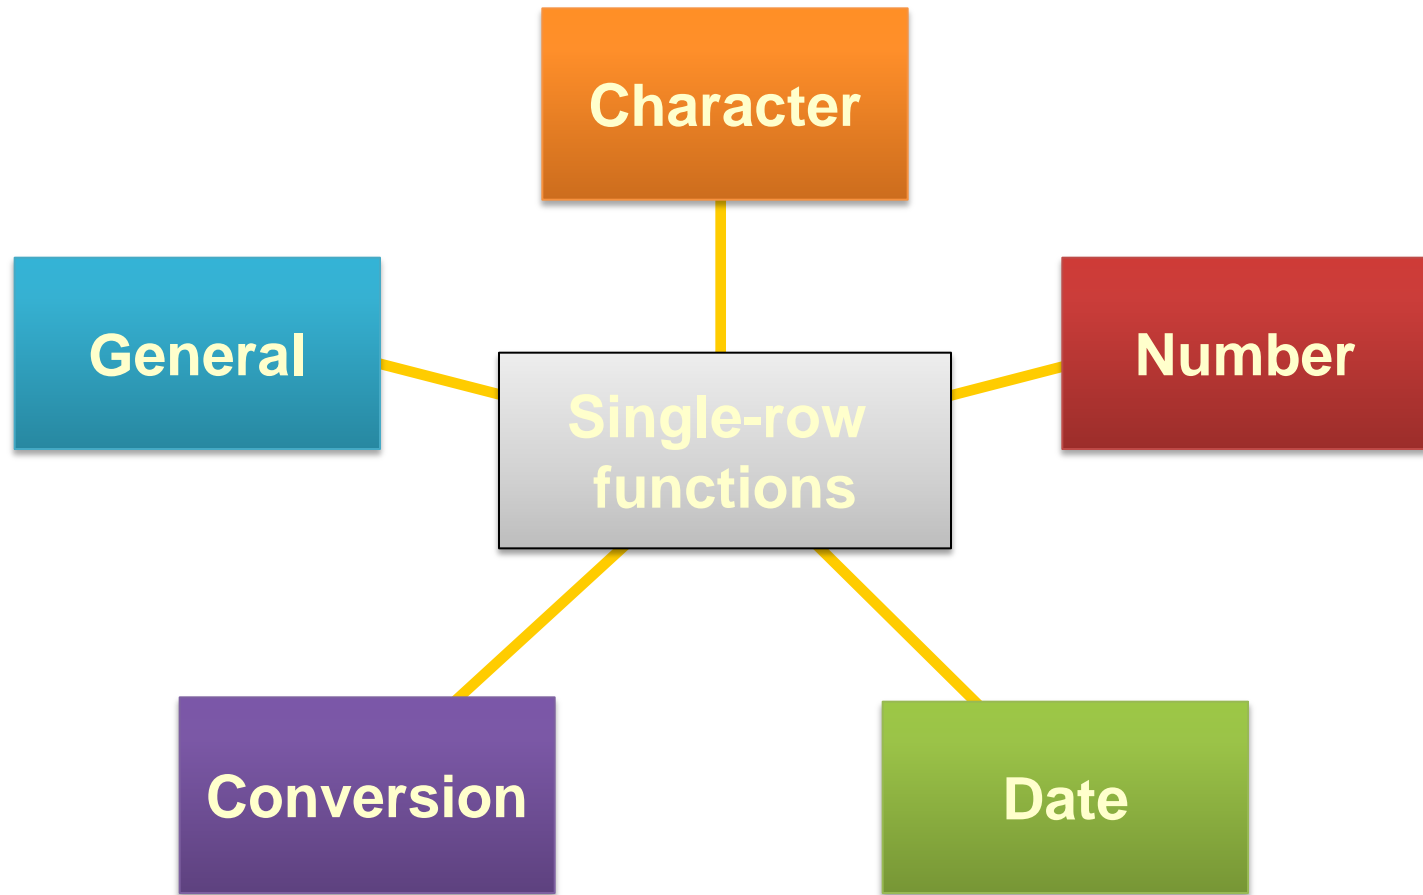 Character
General
Number
Single-row
functions
Conversion
Date